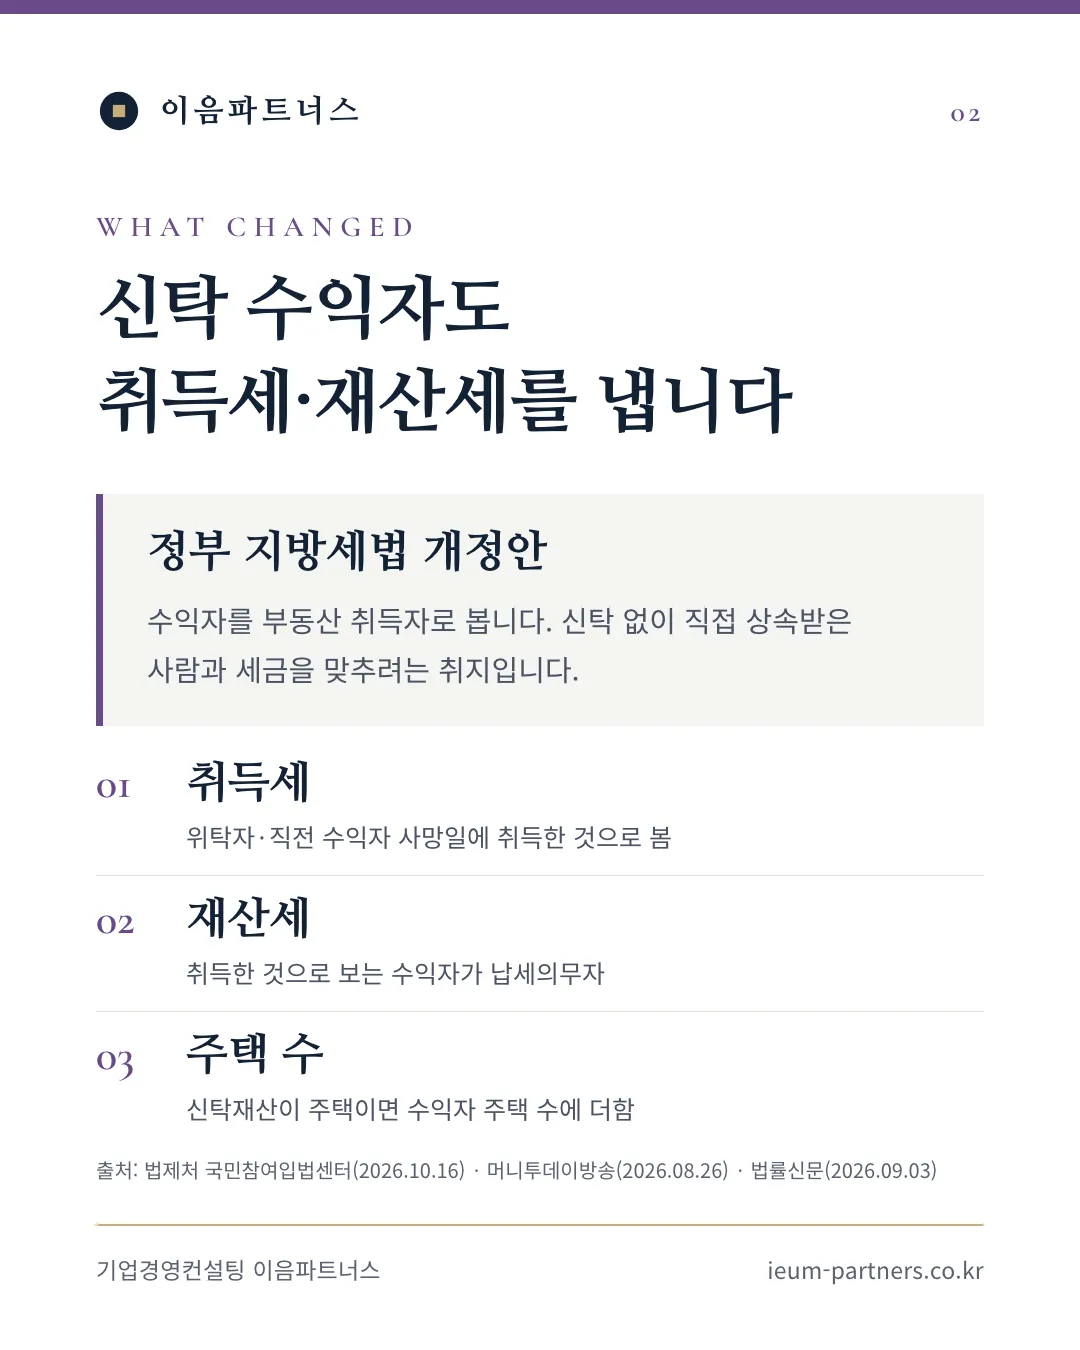 이음파트너스
02
WHAT CHANGED
신탁 수익자도
취득세·재산세를 냅니다
정부 지방세법 개정안
수익자를 부동산 취득자로 봅니다. 신탁 없이 직접 상속받은
사람과 세금을 맞추려는 취지입니다.
01 취득세
위탁자·직전 수익자 사망일에 취득한 것으로 봄
02 재산세
취득한 것으로 보는 수익자가 납세의무자
03 주택 수
신탁재산이 주택이면 수익자 주택 수에 더함
출처: 법제처 국민참여입법센터(2026.10.16) · 머니투데이방송(2026.08.26) · 법률신문(2026.09.03)
기업경영컨설팅 이음파트너스
ieum-partners.co.kr